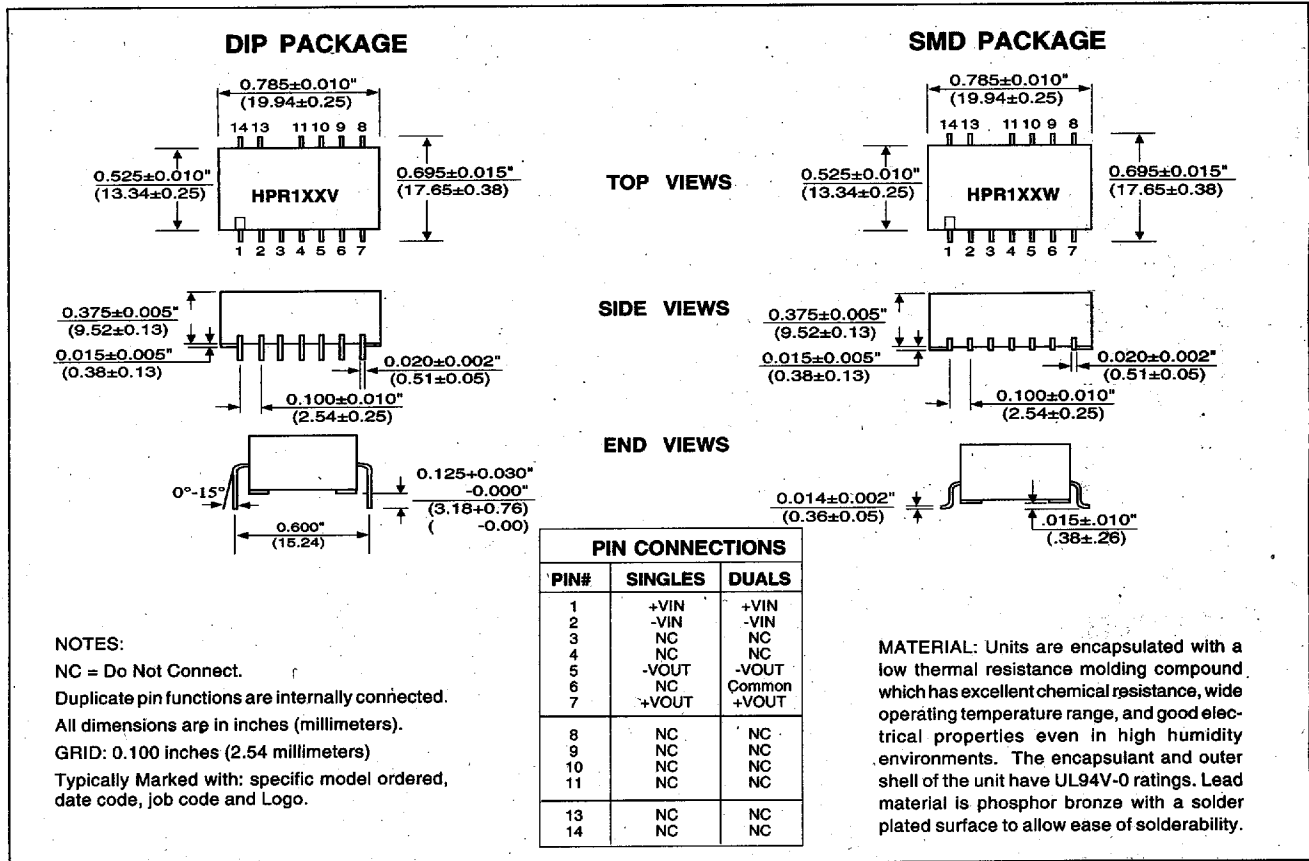 DIP PACKAGE
0.785±0.010"
(19.94±0.25)
14 13 11 10 9 8
0.525±0.010"
(13.34±0.25)
HPR1XXV
0.695±0.015"
(17.65±0.38)
1 2 3 4 5 6 7
0.375±0.005"
(9.52±0.13)
0.015±0.005"
(0.38±0.13)
0.020±0.002"
(0.51±0.05)
0.100±0.010"
(2.54±0.25)
0°-15°
0.600"
(15.24)
0.125+0.030"
-0.000"
(3.18+0.76)
( -0.00)
TOP VIEWS
SIDE VIEWS
END VIEWS
SMD PACKAGE
0.785±0.010"
(19.94±0.25)
14 13 11 10 9 8
0.525±0.010"
(13.34±0.25)
HPR1XXW
0.695±0.015"
(17.65±0.38)
1 2 3 4 5 6 7
0.375±0.005"
(9.52±0.13)
0.015±0.005"
(0.38±0.13)
0.020±0.002"
(0.51±0.05)
0.100±0.010"
(2.54±0.25)
0.014±0.002"
(0.36±0.05)
.015±.010"
(.38±.26)
NOTES:
NC = Do Not Connect.
Duplicate pin functions are internally connected.
All dimensions are in inches (millimeters).
GRID: 0.100 inches (2.54 millimeters)
Typically Marked with: specific model ordered,
date code, job code and Logo.
PIN CONNECTIONS
PIN# SINGLES DUALS
1 +VIN +VIN
2 -VIN -VIN
3 NC NC
4 NC NC
5 -VOUT -VOUT
6 NC Common
7 +VOUT +VOUT
8 NC NC
9 NC NC
10 NC NC
11 NC NC
13 NC NC
14 NC NC
MATERIAL: Units are encapsulated with a
low thermal resistance molding compound
which has excellent chemical resistance, wide
operating temperature range, and good elec-
trical properties even in high humidity
environments. The encapsulant and outer
shell of the unit have UL94V-0 ratings. Lead
material is phosphor bronze with a solder
plated surface to allow ease of solderability.